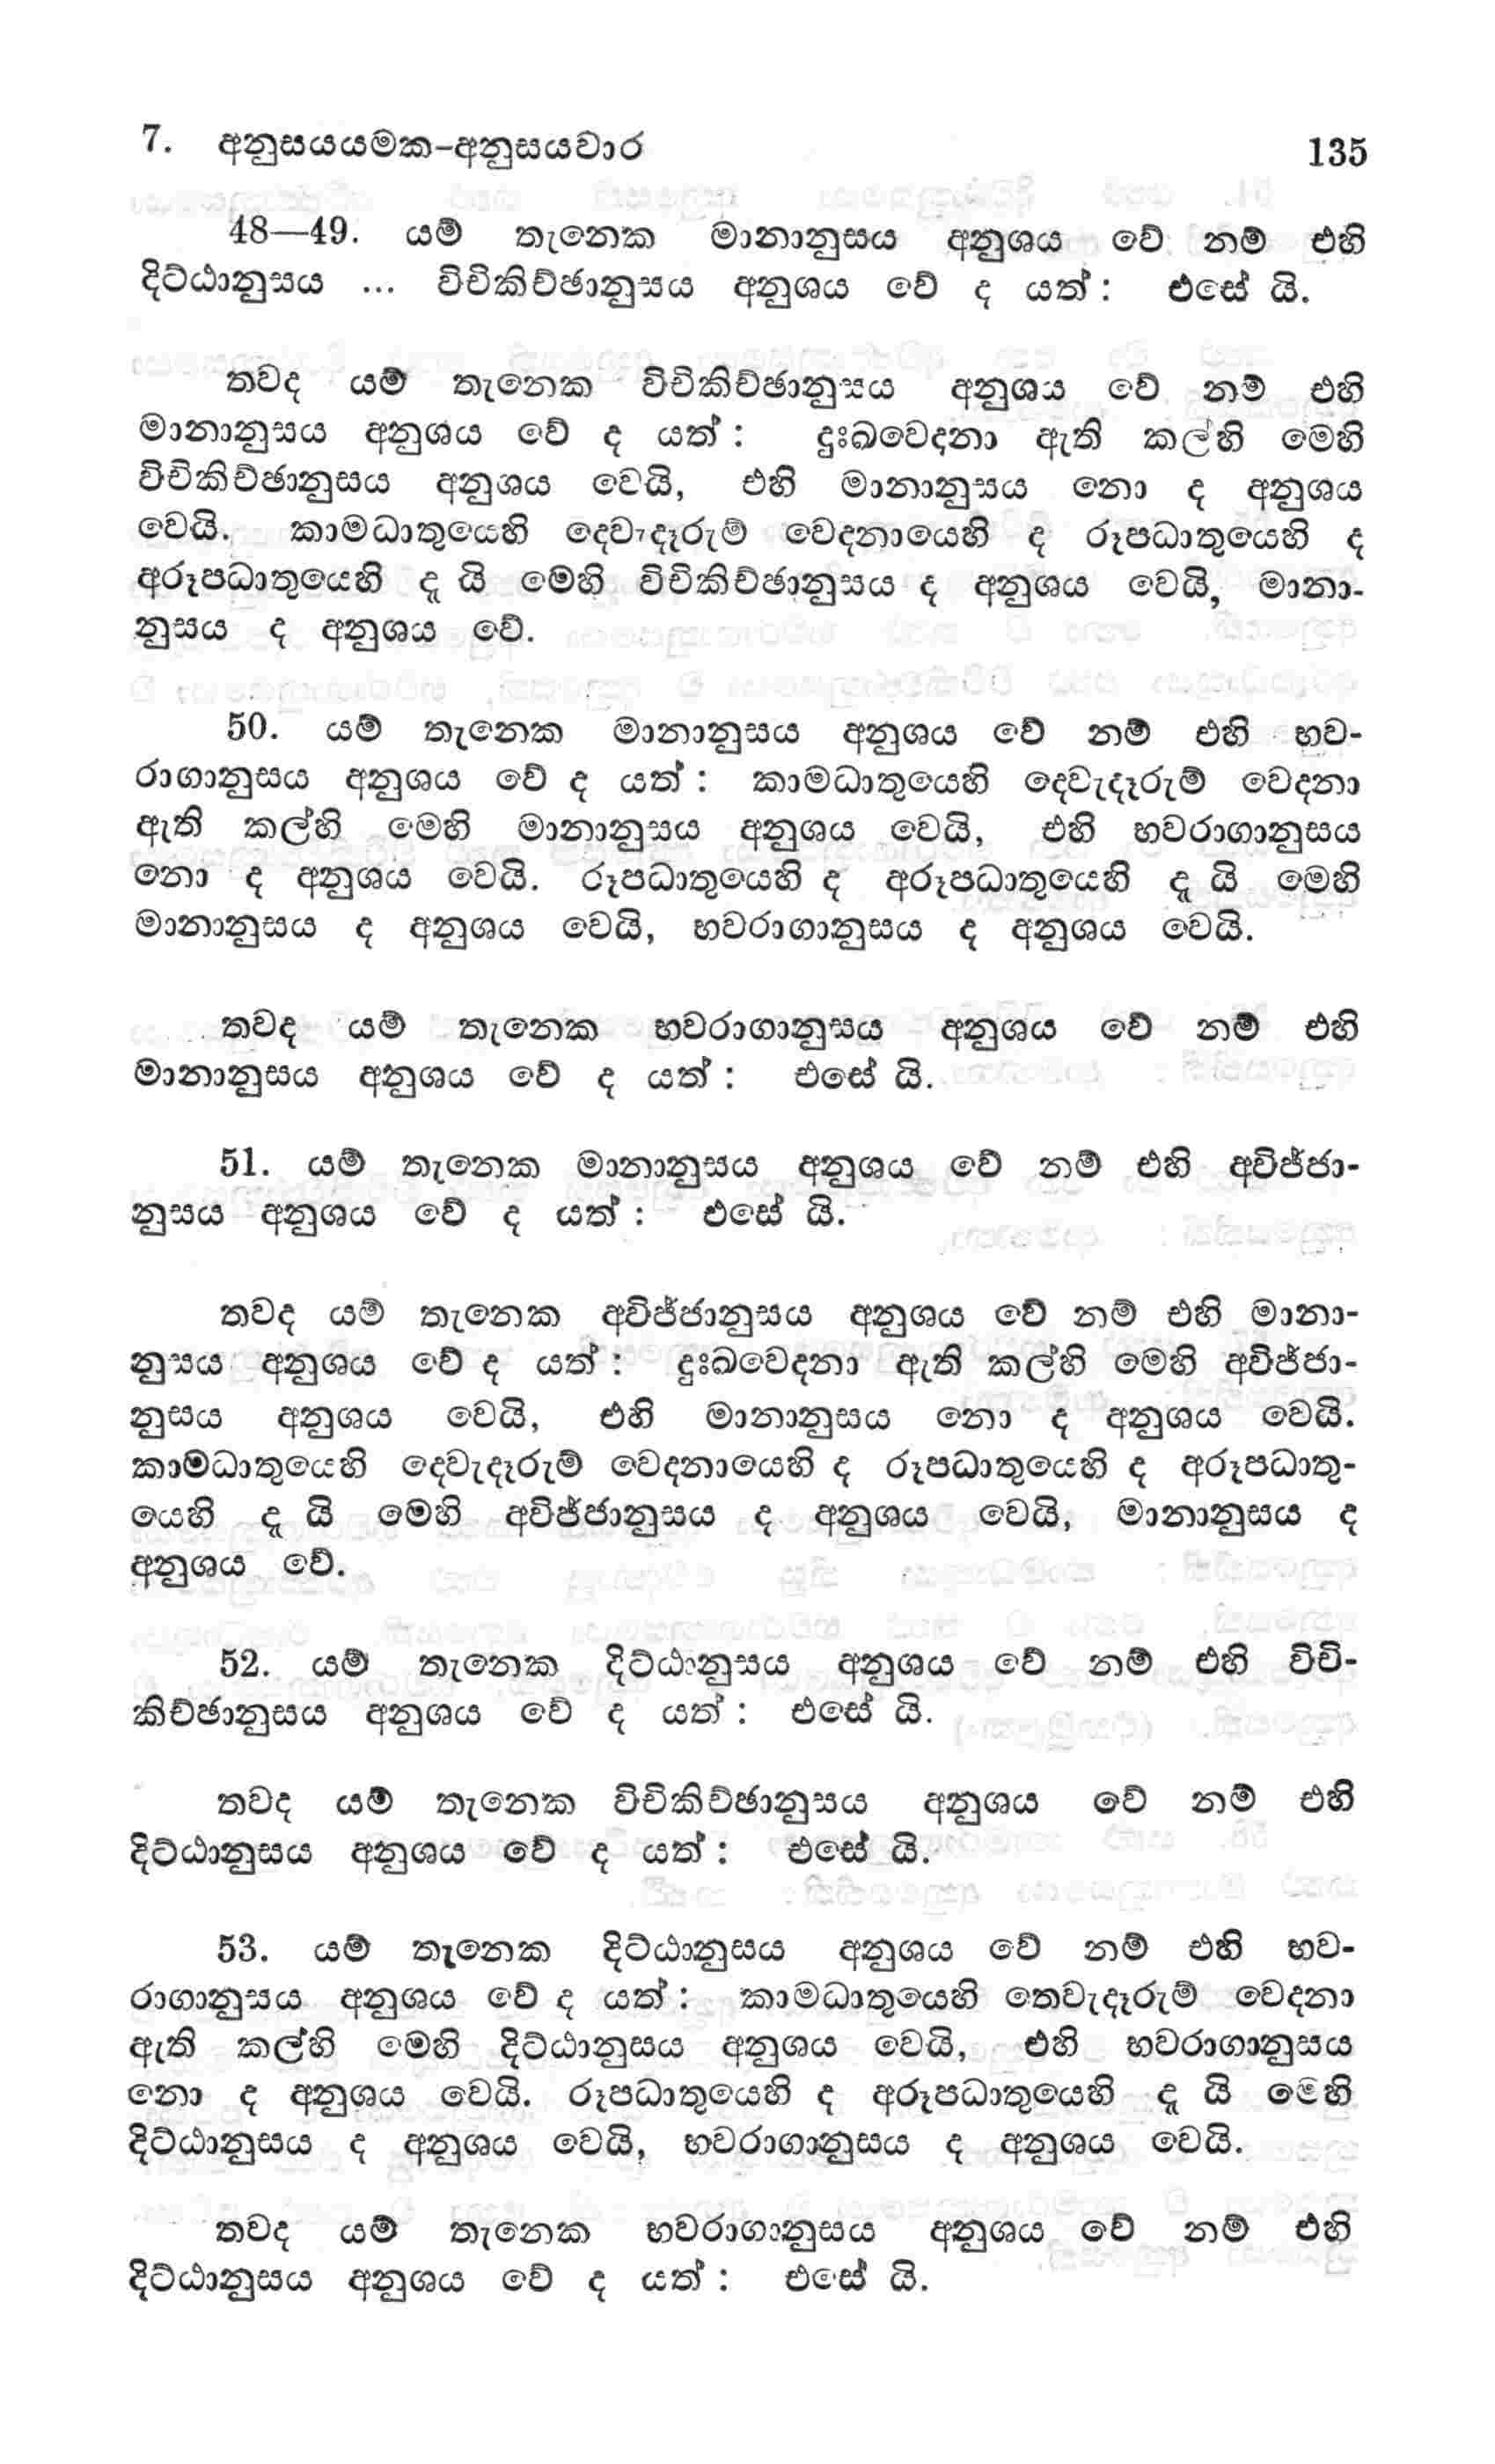 7. අනුසයයමක-අනුසයවාර 135
48—49. යම් තැනෙක මානානුසය අනුශය වේ නම් එහි
දිට්ඨානුසය ... විචිකිච්ඡානුසය අනුශය වේ ද යත්: එසේ යි.
තවද යම් තැනෙක විචිකිච්ඡානුසය අනුශය වේ නම් එහි
මානානුසය අනුශය වේ ද යත්: දුඃඛවෙදනා ඇති කල්හි මෙහි
විචිකිච්ඡානුසය අනුශය වෙයි, එහි මානානුසය නො ද අනුශය
වෙයි. කාමධාතුයෙහි දෙවැදෑරුම් වෙදනායෙහි ද රූපධාතුයෙහි ද
අරූපධාතුයෙහි දැ යි මෙහි විචිකිච්ඡානුසය ද අනුශය වෙයි, මානා-
නුසය ද අනුශය වේ.
50. යම් තැනෙක මානානුසය අනුශය වේ නම් එහි භව-
රාගානුසය අනුශය වේ ද යත්: කාමධාතුයෙහි දෙවැදෑරුම් වෙදනා
ඇති කල්හි මෙහි මානානුසය අනුශය වෙයි, එහි භවරාගානුසය
නො ද අනුශය වෙයි. රූපධාතුයෙහි ද අරූපධාතුයෙහි දැ යි මෙහි
මානානුසය ද අනුශය වෙයි, භවරාගානුසය ද අනුශය වෙයි.
තවද යම් තැනෙක භවරාගානුසය අනුශය වේ නම් එහි
මානානුසය අනුශය වේ ද යත්: එසේ යි.
51. යම් තැනෙක මානානුසය අනුශය වේ නම් එහි අවිජ්ජා-
නුසය අනුශය වේ ද යත්: එසේ යි.
තවද යම් තැනෙක අවිජ්ජානුසය අනුශය වේ නම් එහි මානා-
නුසය අනුශය වේ ද යත්: දුඃඛවෙදනා ඇති කල්හි මෙහි අවිජ්ජා-
නුසය අනුශය වෙයි, එහි මානානුසය නො ද අනුශය වෙයි.
කාමධාතුයෙහි දෙවැදෑරුම් වෙදනායෙහි ද රූපධාතුයෙහි ද අරූපධාතු-
යෙහි දැ යි මෙහි අවිජ්ජානුසය ද අනුශය වෙයි, මානානුසය ද
අනුශය වේ.
52. යම් තැනෙක දිට්ඨානුසය අනුශය වේ නම් එහි විචි-
කිච්ඡානුසය අනුශය වේ ද යත්: එසේ යි.
තවද යම් තැනෙක විචිකිච්ඡානුසය අනුශය වේ නම් එහි
දිට්ඨානුසය අනුශය වේ ද යත්: එසේ යි.
53. යම් තැනෙක දිට්ඨානුසය අනුශය වේ නම් එහි භව-
රාගානුසය අනුශය වේ ද යත්: කාමධාතුයෙහි තෙවැදෑරුම් වෙදනා
ඇති කල්හි මෙහි දිට්ඨානුසය අනුශය වෙයි, එහි භවරාගානුසය
නො ද අනුශය වෙයි. රූපධාතුයෙහි ද අරූපධාතුයෙහි දැ යි මෙහි
දිට්ඨානුසය ද අනුශය වෙයි, භවරාගානුසය ද අනුශය වෙයි.
තවද යම් තැනෙක භවරාගානුසය අනුශය වේ නම් එහි
දිට්ඨානුසය අනුශය වේ ද යත්: එසේ යි.